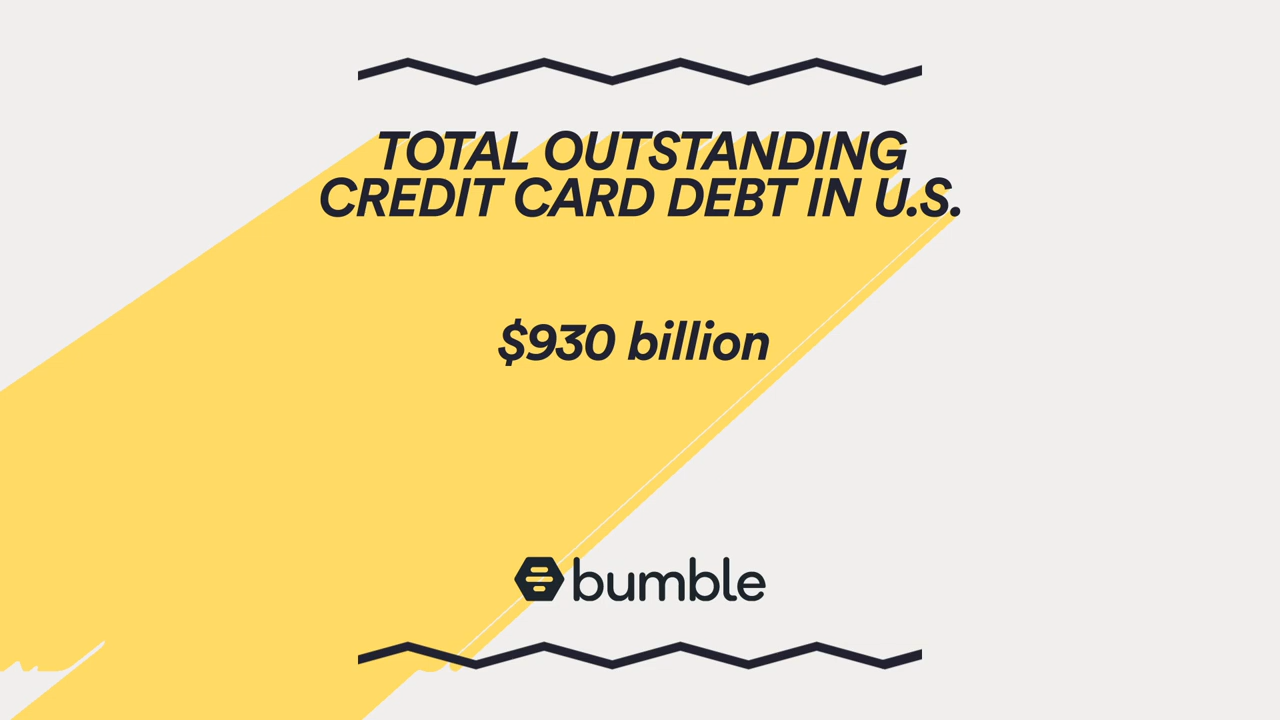 TOTAL OUTSTANDING
CREDIT CARD DEBT IN U.S.
$930 billion
bumble